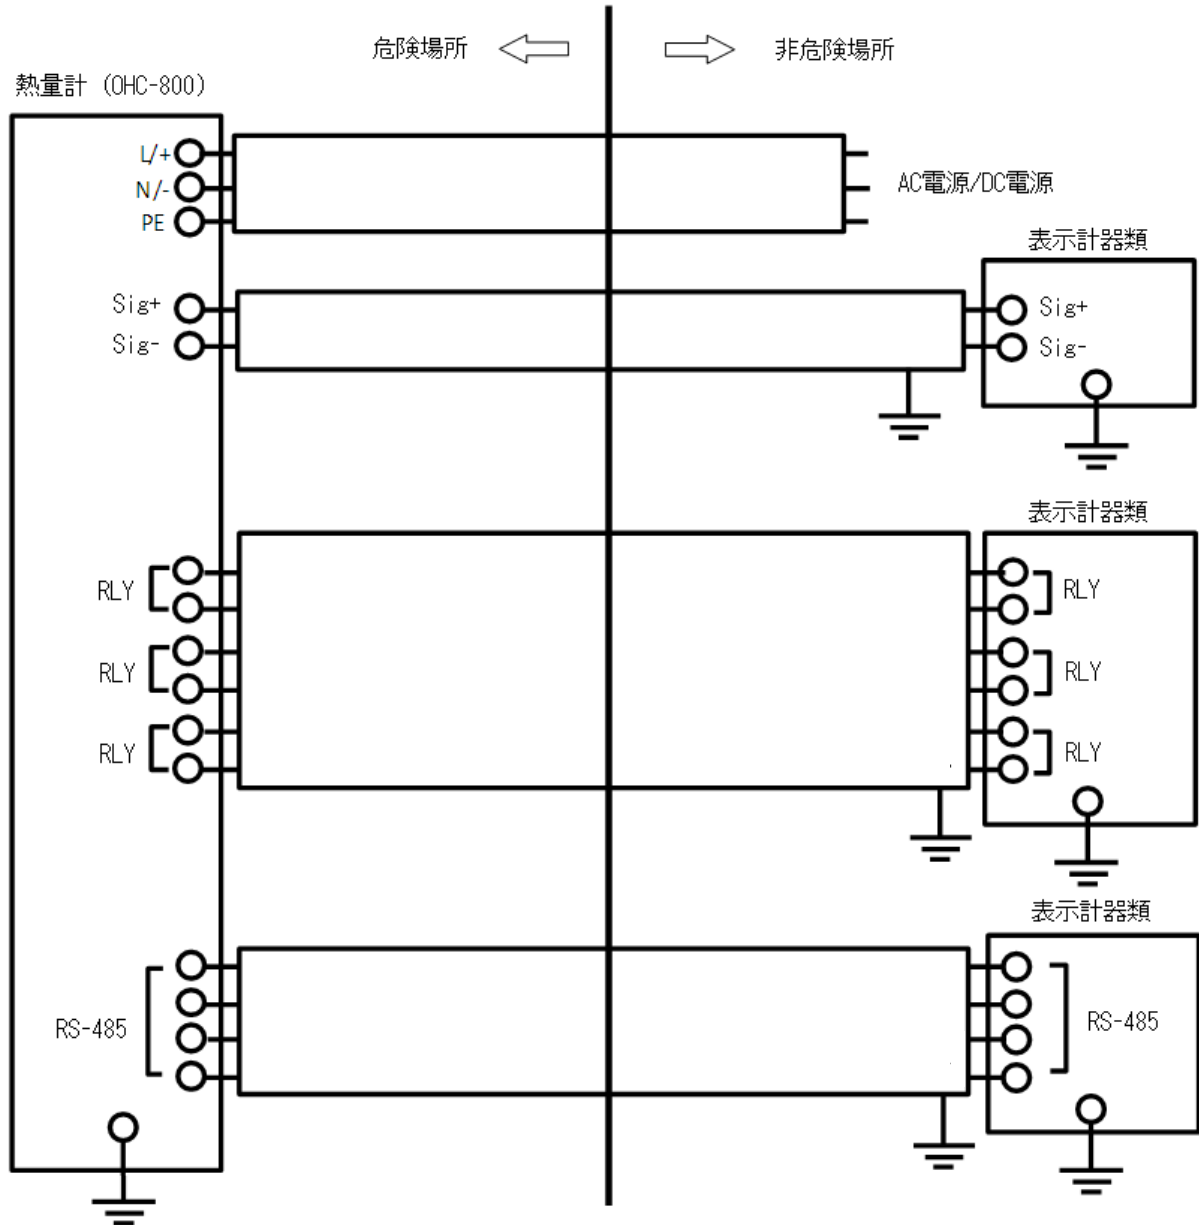 危険場所
非危険場所
熱量計 (OHC-800)
L/+
N/-
PE
AC電源/DC電源
表示計器類
Sig+
Sig-
Sig+
Sig-
表示計器類
RLY
RLY
RLY
RLY
RLY
RLY
表示計器類
RS-485
RS-485